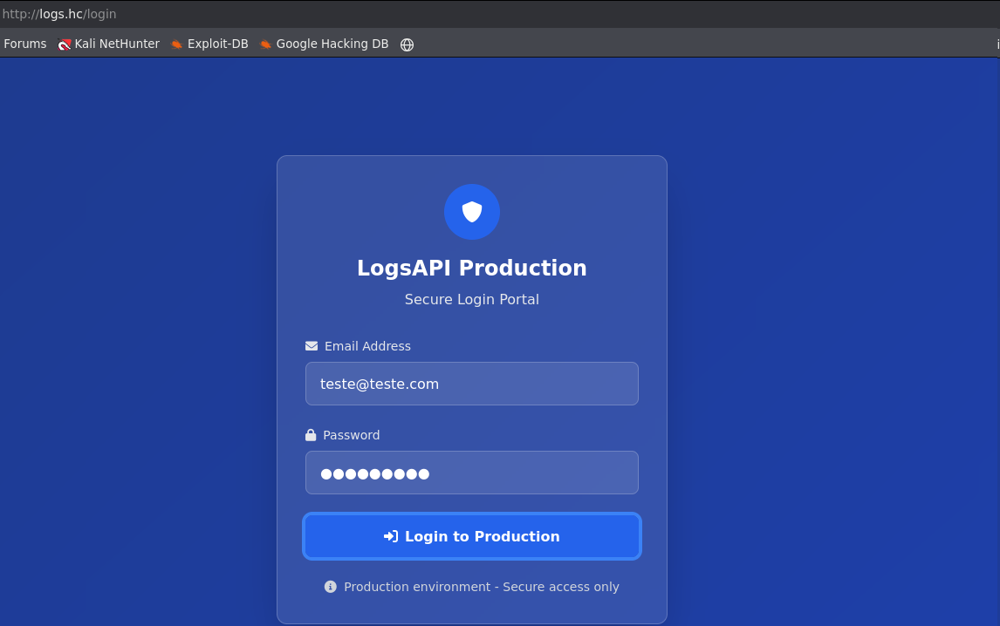 http://logs.hc/login
Forums Kali NetHunter Exploit-DB Google Hacking DB
LogsAPI Production
Secure Login Portal
Email Address
teste@teste.com
Password
●●●●●●●●●
Login to Production
Production environment - Secure access only